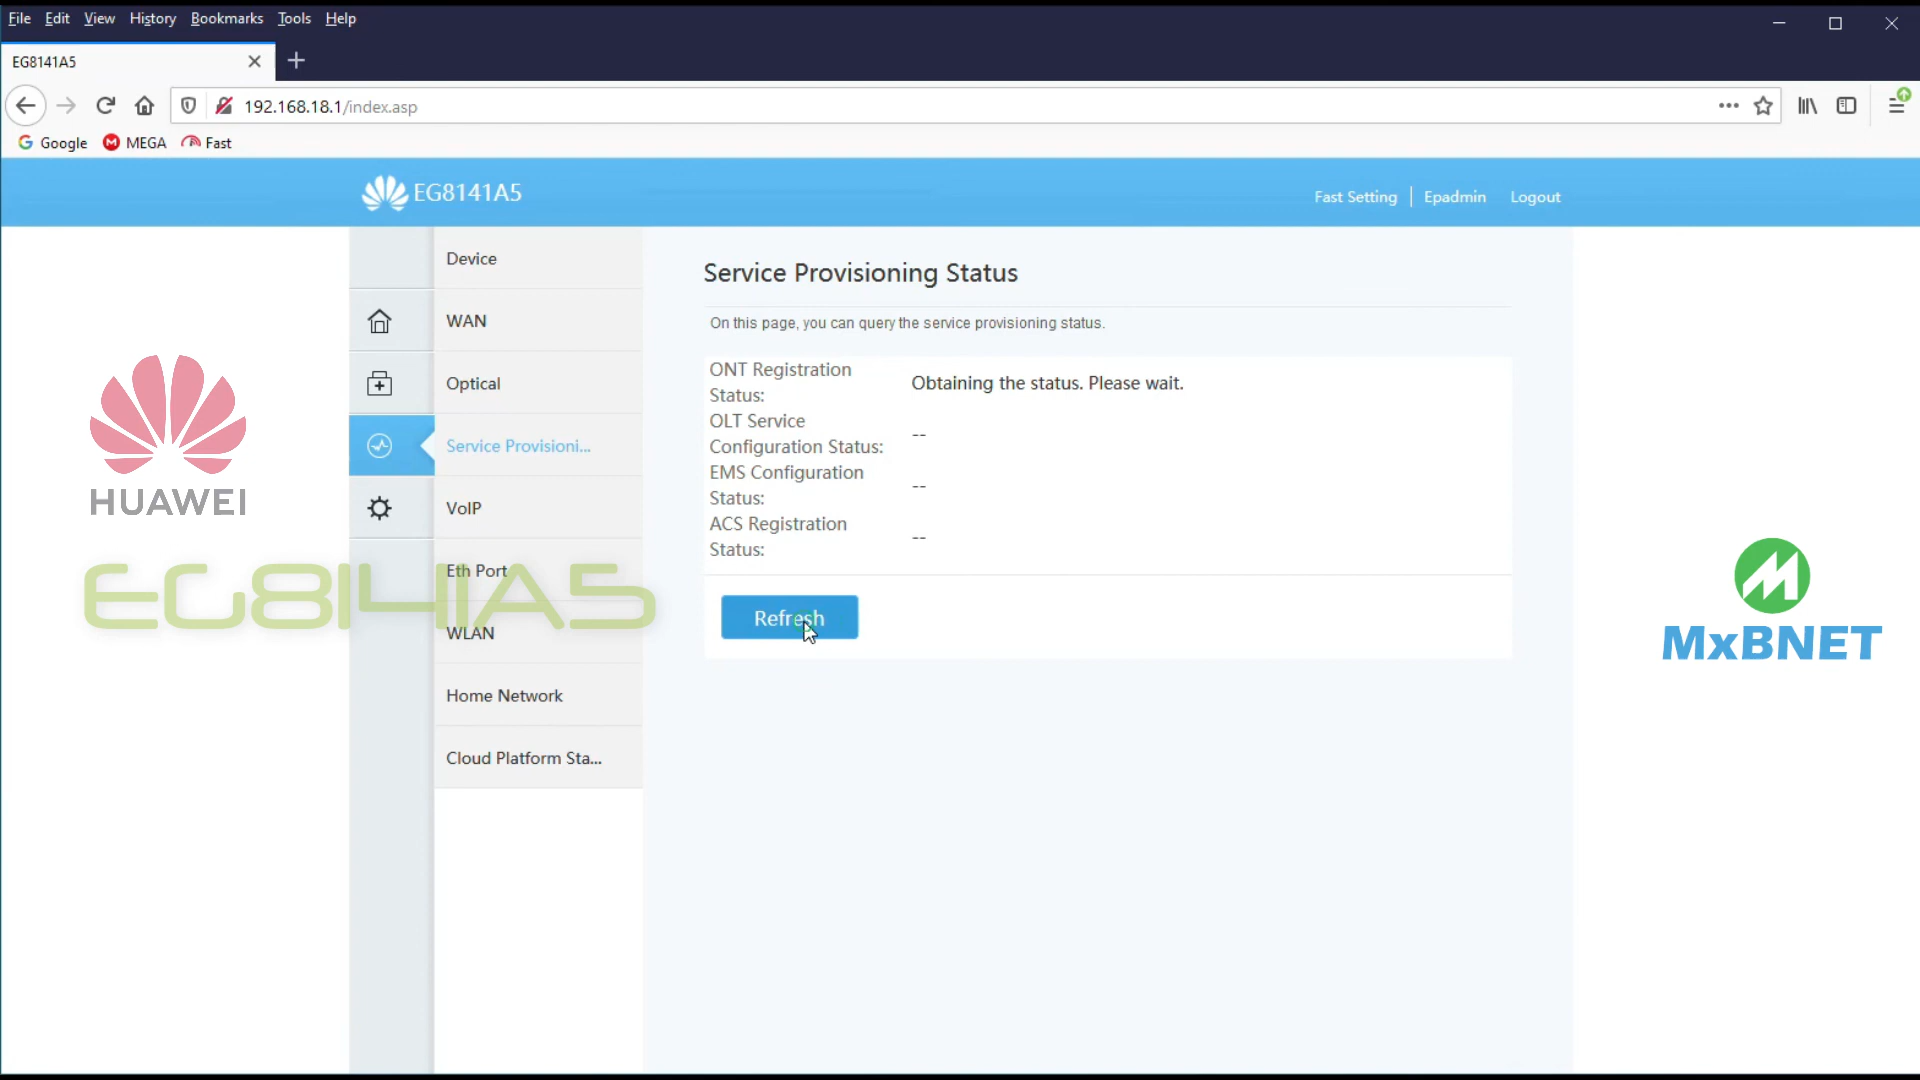 File Edit View History Bookmarks Tools Help
EG8141A5
192.168.18.1/index.asp
Google MEGA Fast
EG8141A5
Fast Setting Epadmin Logout
Device
WAN
Optical
Service Provisioni...
VoIP
Eth Port
WLAN
Home Network
Cloud Platform Sta...
Service Provisioning Status
On this page, you can query the service provisioning status.
ONT Registration
Status:
Obtaining the status. Please wait.
OLT Service
Configuration Status:
--
EMS Configuration
Status:
--
ACS Registration
Status:
--
Refresh
HUAWEI
EG8141A5
MxBNET